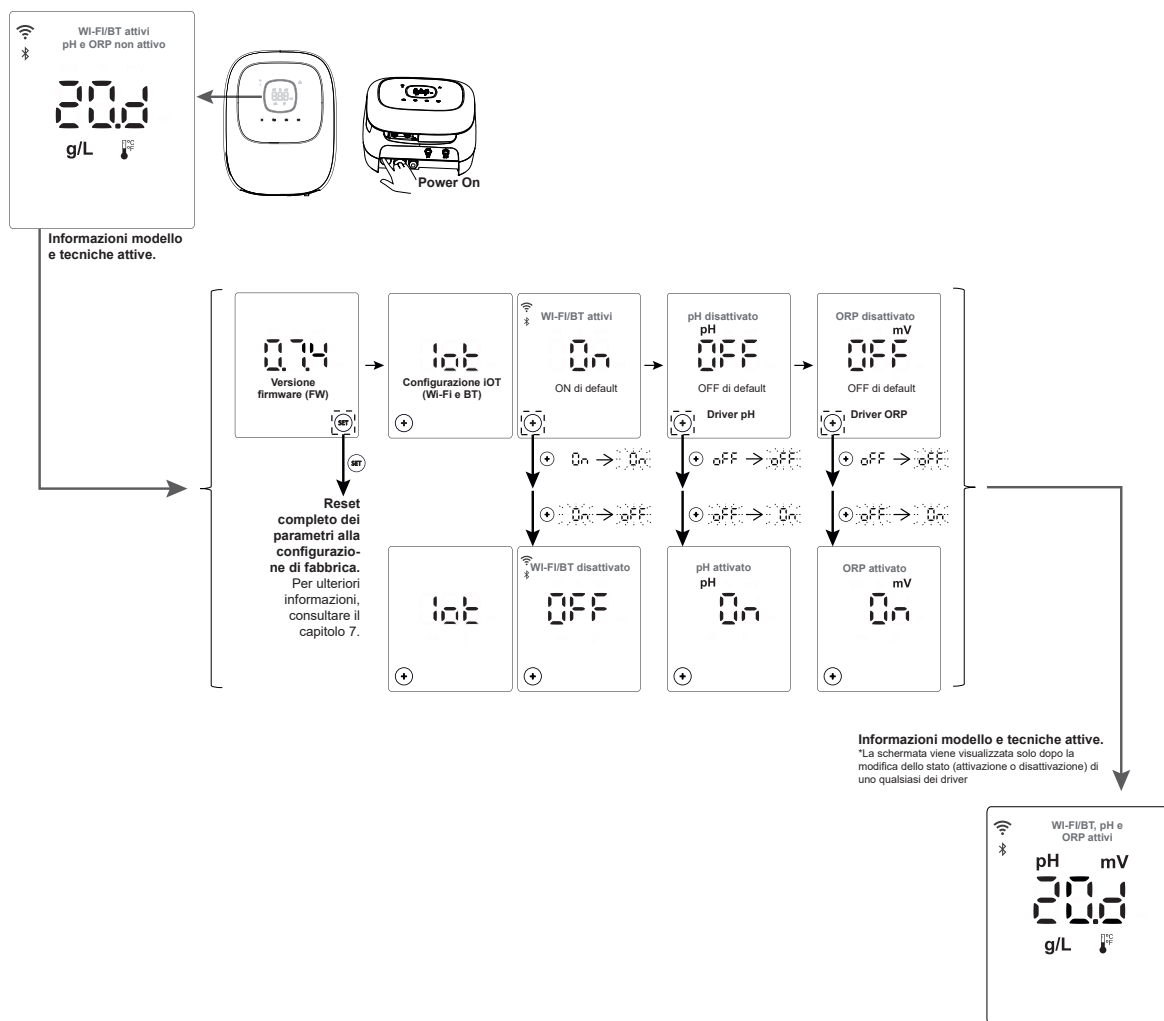 WI-FI/BT attivi
pH e ORP non attivo
20.d
g/L °C
°F
Power On
Informazioni modello
e tecniche attive.
0.74
Versione
firmware (FW)
SET
SET
Reset
completo dei
parametri alla
configurazio-
ne di fabbrica.
Per ulteriori
informazioni,
consultare il
capitolo 7.
Iot
Configurazione iOT
(Wi-Fi e BT)
+
WI-FI/BT attivi
On
ON di default
+
pH disattivato
pH
OFF
OFF di default
Driver pH
+
ORP disattivato
mV
OFF
OFF di default
Driver ORP
+
+ On → On
+ On → oFF
+ oFF → oFF
+ oFF → On
+ oFF → oFF
+ oFF → On
Iot
+
WI-FI/BT disattivato
OFF
+
pH attivato
pH
On
+
ORP attivato
mV
On
+
Informazioni modello e tecniche attive.
*La schermata viene visualizzata solo dopo la
modifica dello stato (attivazione o disattivazione) di
uno qualsiasi dei driver
WI-FI/BT, pH e
ORP attivi
pH mV
20.d
g/L °C
°F